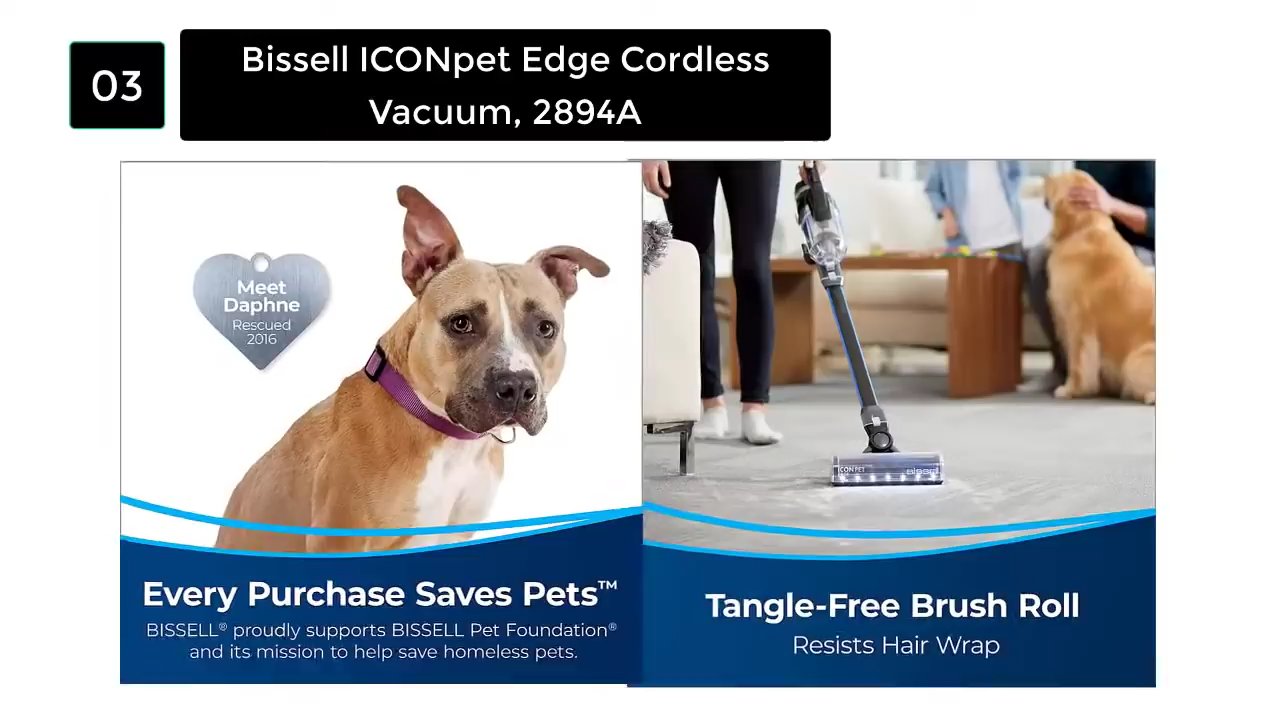 03
Bissell ICONpet Edge Cordless
Vacuum, 2894A
Meet
Daphne
Rescued
2016
Every Purchase Saves Pets™
BISSELL® proudly supports BISSELL Pet Foundation®
and its mission to help save homeless pets.
ICONPET
BISSELL
Tangle-Free Brush Roll
Resists Hair Wrap